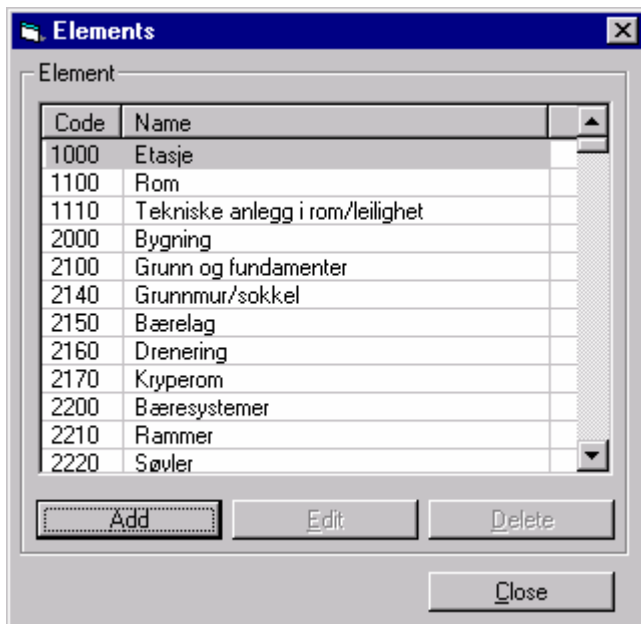 Elements
Element
Code Name
1000 Etasje
1100 Rom
1110 Tekniske anlegg i rom/leilighet
2000 Bygning
2100 Grunn og fundamenter
2140 Grunnmur/sokkel
2150 Bærelag
2160 Drenering
2170 Kryperom
2200 Bæresystemer
2210 Rammer
2220 Søvler
Add Edit Delete
Close